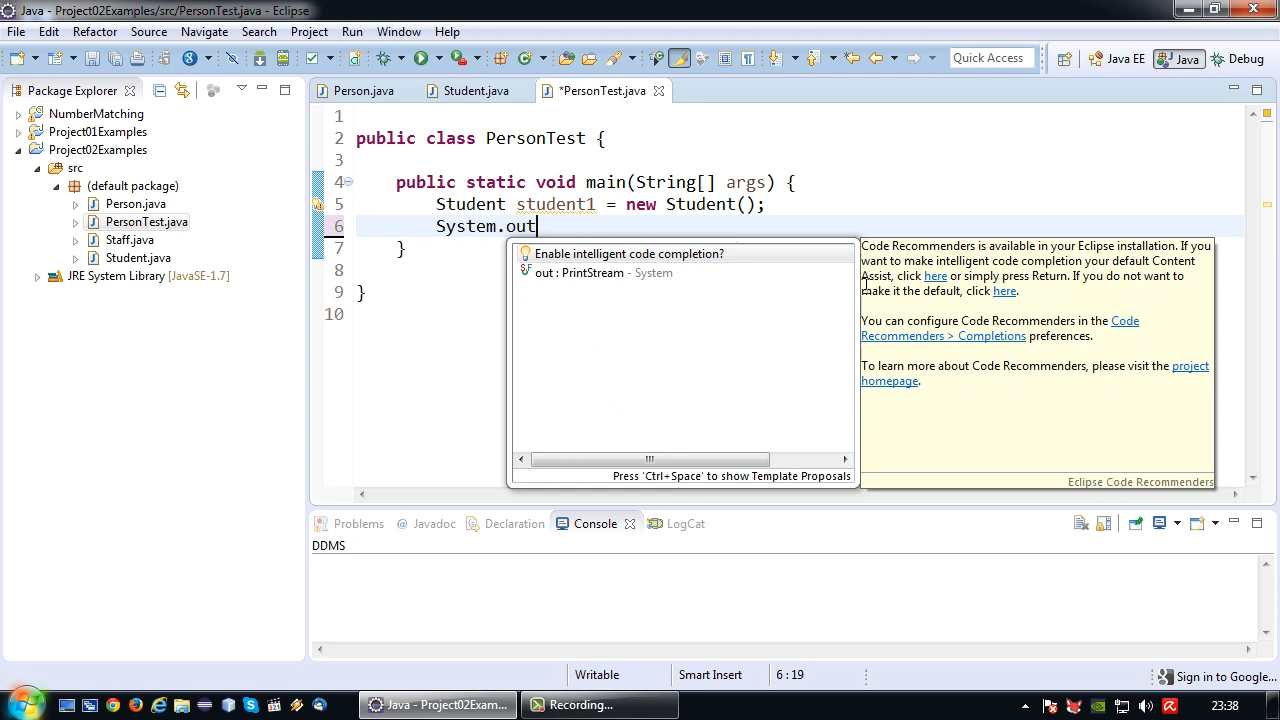 Java - Project02Examples/src/PersonTest.java - Eclipse
File Edit Refactor Source Navigate Search Project Run Window Help
Quick Access Java EE Java Debug
Package Explorer
Person.java Student.java *PersonTest.java
NumberMatching
Project01Examples
Project02Examples
src
(default package)
Person.java
PersonTest.java
Staff.java
Student.java
JRE System Library [JavaSE-1.7]
1
2 public class PersonTest {
3
4 public static void main(String[] args) {
5 Student student1 = new Student();
6 System.out
7 }
8
9 }
10
Enable intelligent code completion?
out : PrintStream - System
Press 'Ctrl+Space' to show Template Proposals
Code Recommenders is available in your Eclipse installation. If you
want to make intelligent code completion your default Content
Assist, click here or simply press Return. If you do not want to
make it the default, click here.
You can configure Code Recommenders in the Code
Recommenders > Completions preferences.
To learn more about Code Recommenders, please visit the project
homepage.
Eclipse Code Recommenders
Problems Javadoc Declaration Console LogCat
DDMS
Writable Smart Insert 6 : 19 Sign in to Google...
Java - Project02Exam... Recording... 23:38